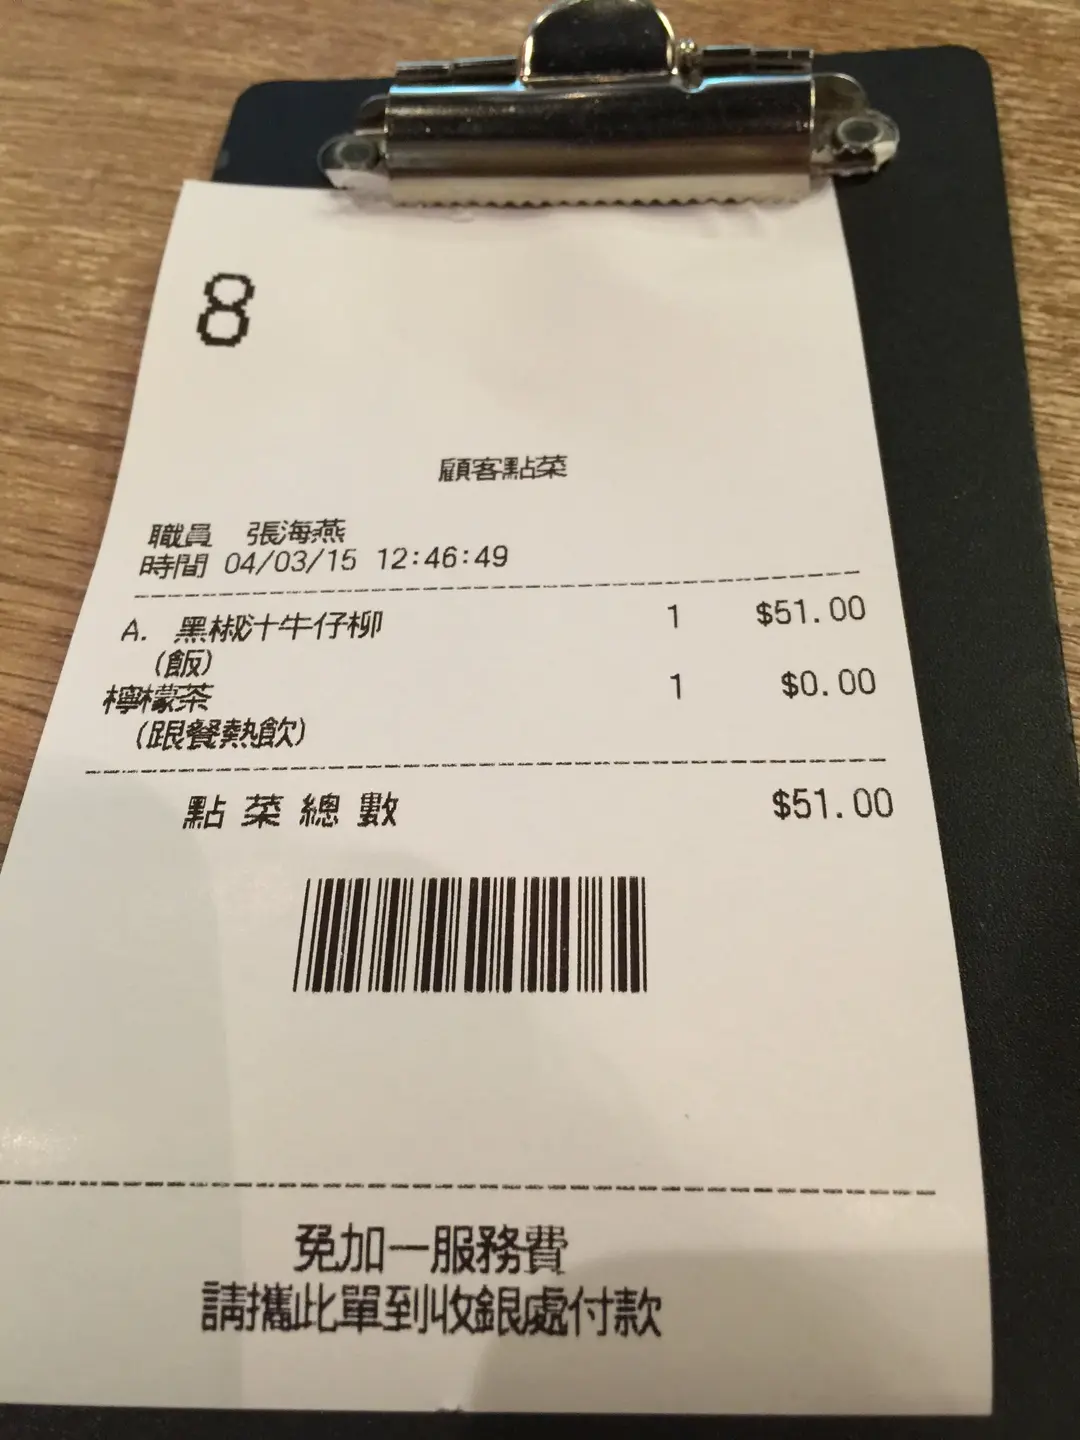 8
顧客點菜
職員 張海燕
時間 04/03/15 12:46:49
A. 黑椒汁牛仔柳 1 $51.00
(飯)
檸檬茶 1 $0.00
(跟餐熱飲)
點菜總數 $51.00
免加一服務費
請攜此單到收銀處付款